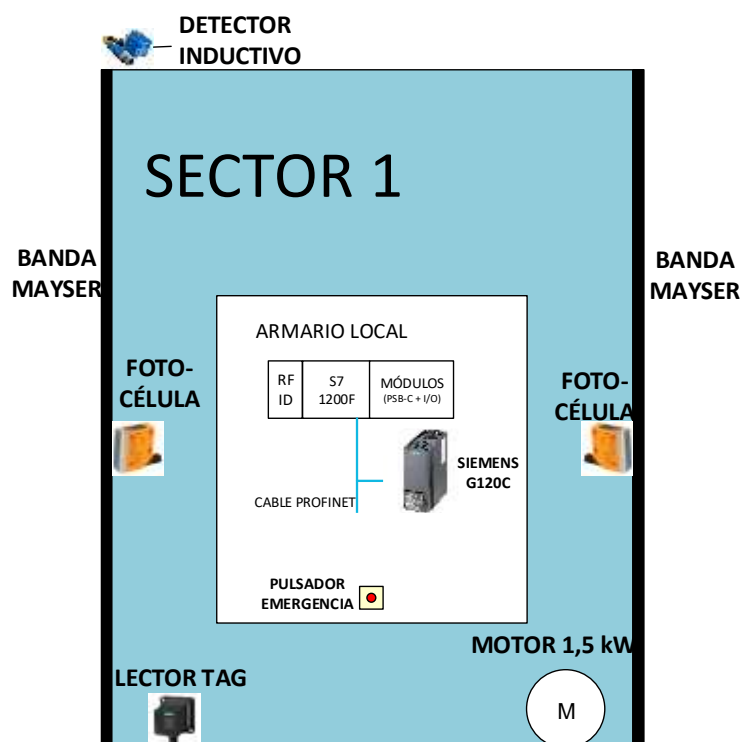 DETECTOR
INDUCTIVO
SECTOR 1
BANDA
MAYSER
BANDA
MAYSER
ARMARIO LOCAL
FOTO-
CÉLULA
RF
ID
S7
1200F
MÓDULOS
(PSB-C + I/O)
FOTO-
CÉLULA
SIEMENS
G120C
CABLE PROFINET
PULSADOR
EMERGENCIA
MOTOR 1,5 kW
LECTOR TAG
M